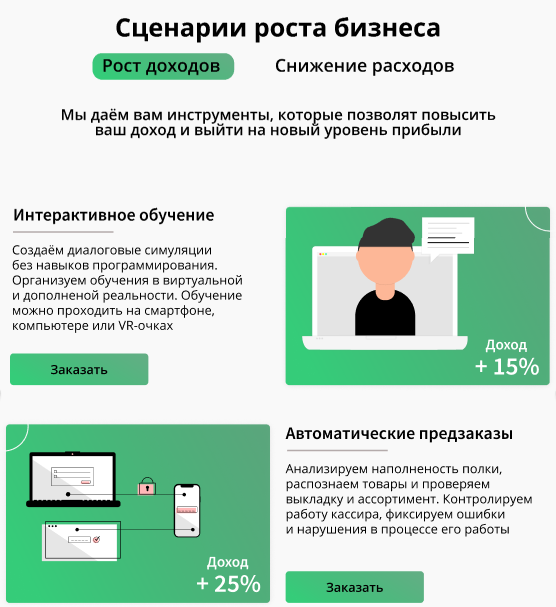 Сценарии роста бизнеса
Рост доходов
Снижение расходов
Мы даём вам инструменты, которые позволят повысить
ваш доход и выйти на новый уровень прибыли
Интерактивное обучение
Создаём диалоговые симуляции
без навыков программирования.
Организуем обучения в виртуальной
и дополненой реальности. Обучение
можно проходить на смартфоне,
компьютере или VR-очках
Заказать
Доход
+ 15%
Автоматические предзаказы
Анализируем наполненость полки,
распознаем товары и проверяем
выкладку и ассортимент. Контролируем
работу кассира, фиксируем ошибки
и нарушения в процессе его работы
Доход
+ 25%
Заказать